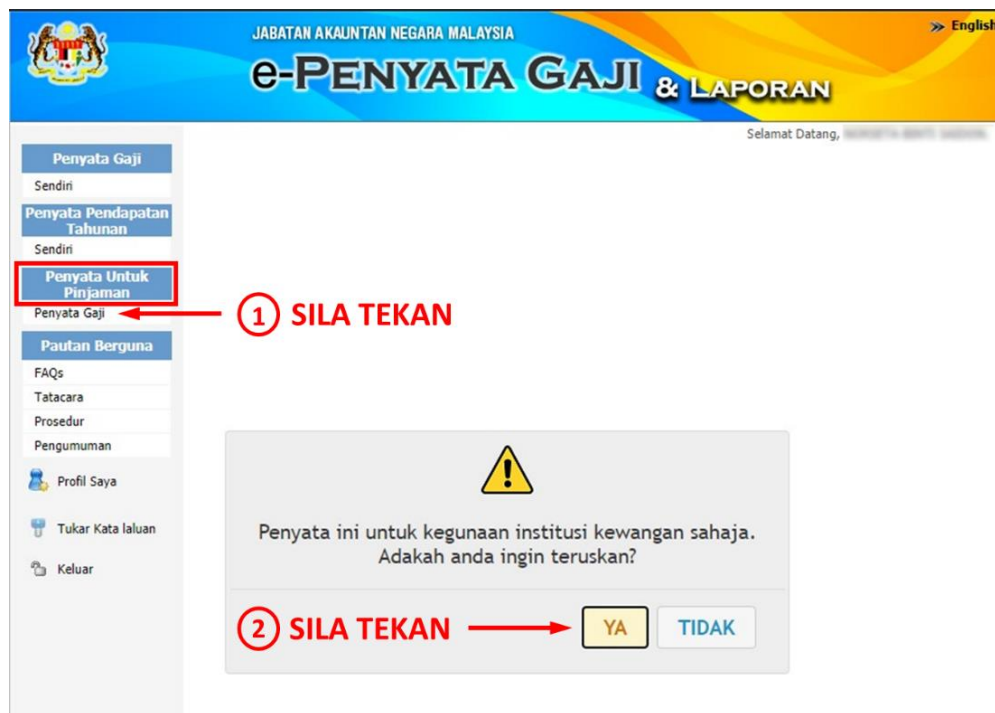 JABATAN AKAUNTAN NEGARA MALAYSIA
e-PENYATA GAJI & LAPORAN
English
Selamat Datang,
Penyata Gaji
Sendiri
Penyata Pendapatan
Tahunan
Sendiri
Penyata Untuk
Pinjaman
Penyata Gaji
1 SILA TEKAN
Pautan Berguna
FAQs
Tatacara
Prosedur
Pengumuman
Profil Saya
Tukar Kata laluan
Keluar
Penyata ini untuk kegunaan institusi kewangan sahaja.
Adakah anda ingin teruskan?
2 SILA TEKAN
YA
TIDAK